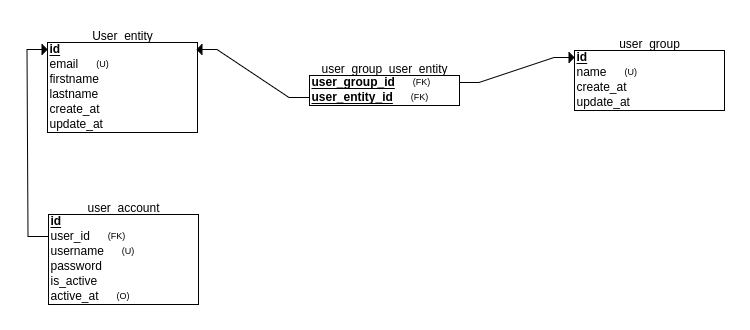 User_entity
id
email (U)
firstname
lastname
create_at
update_at
user_group_user_entity
user_group_id (FK)
user_entity_id (FK)
user_group
id
name (U)
create_at
update_at
user_account
id
user_id (FK)
username (U)
password
is_active
active_at (O)